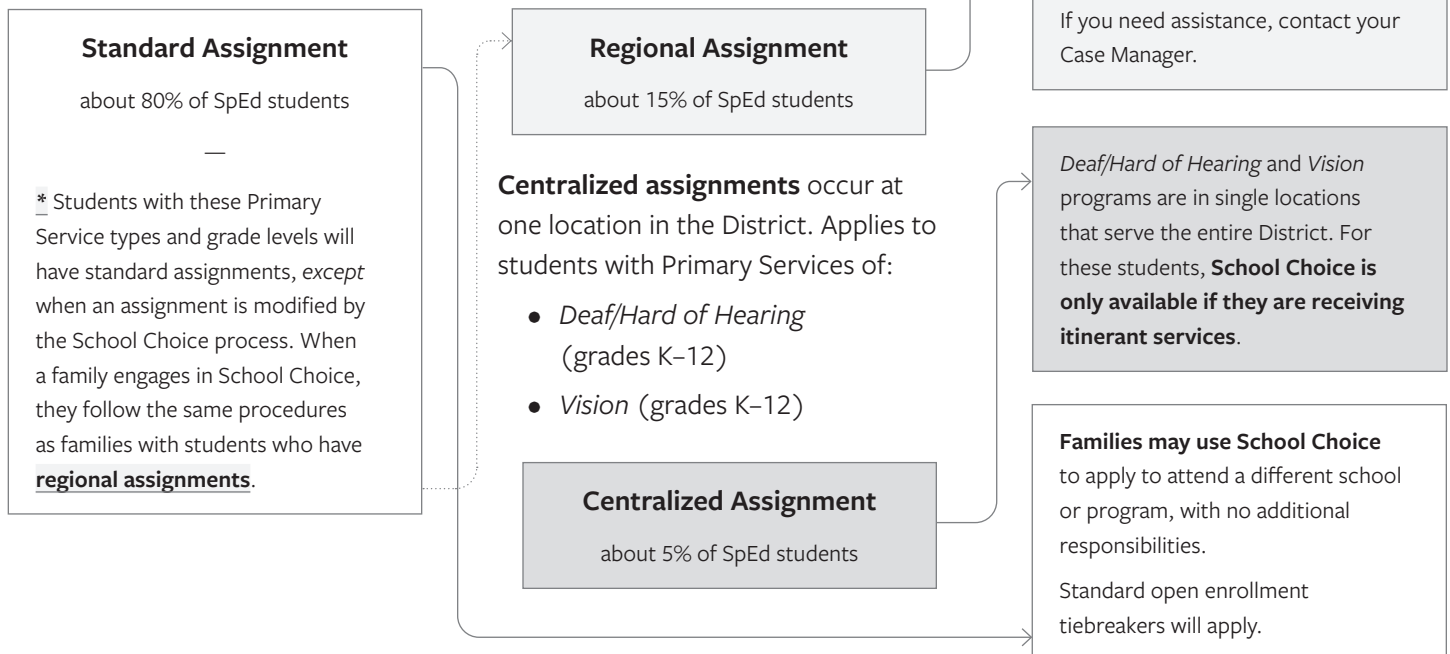 Standard Assignment
about 80% of SpEd students
—
* Students with these Primary
Service types and grade levels will
have standard assignments, except
when an assignment is modified by
the School Choice process. When
a family engages in School Choice,
they follow the same procedures
as families with students who have
regional assignments.
Regional Assignment
about 15% of SpEd students
Centralized assignments occur at
one location in the District. Applies to
students with Primary Services of:
● Deaf/Hard of Hearing
(grades K–12)
● Vision (grades K–12)
Centralized Assignment
about 5% of SpEd students
If you need assistance, contact your
Case Manager.
Deaf/Hard of Hearing and Vision
programs are in single locations
that serve the entire District. For
these students, School Choice is
only available if they are receiving
itinerant services.
Families may use School Choice
to apply to attend a different school
or program, with no additional
responsibilities.
Standard open enrollment
tiebreakers will apply.